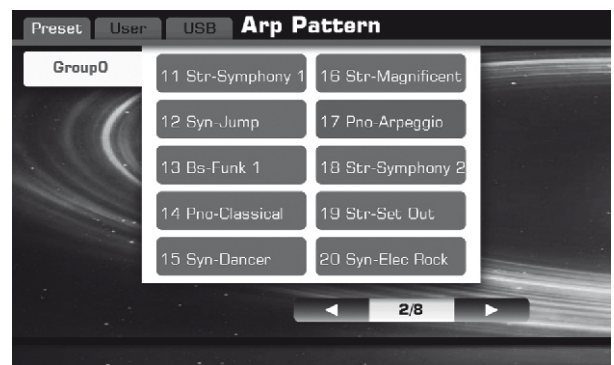 Preset User USB Arp Pattern
Group0
11 Str-Symphony 1 16 Str-Magnificent
12 Syn-Jump 17 Pno-Arpeggio
13 Bs-Funk 1 18 Str-Symphony 2
14 Pno-Classical 19 Str-Set Out
15 Syn-Dancer 20 Syn-Elec Rock
2/8